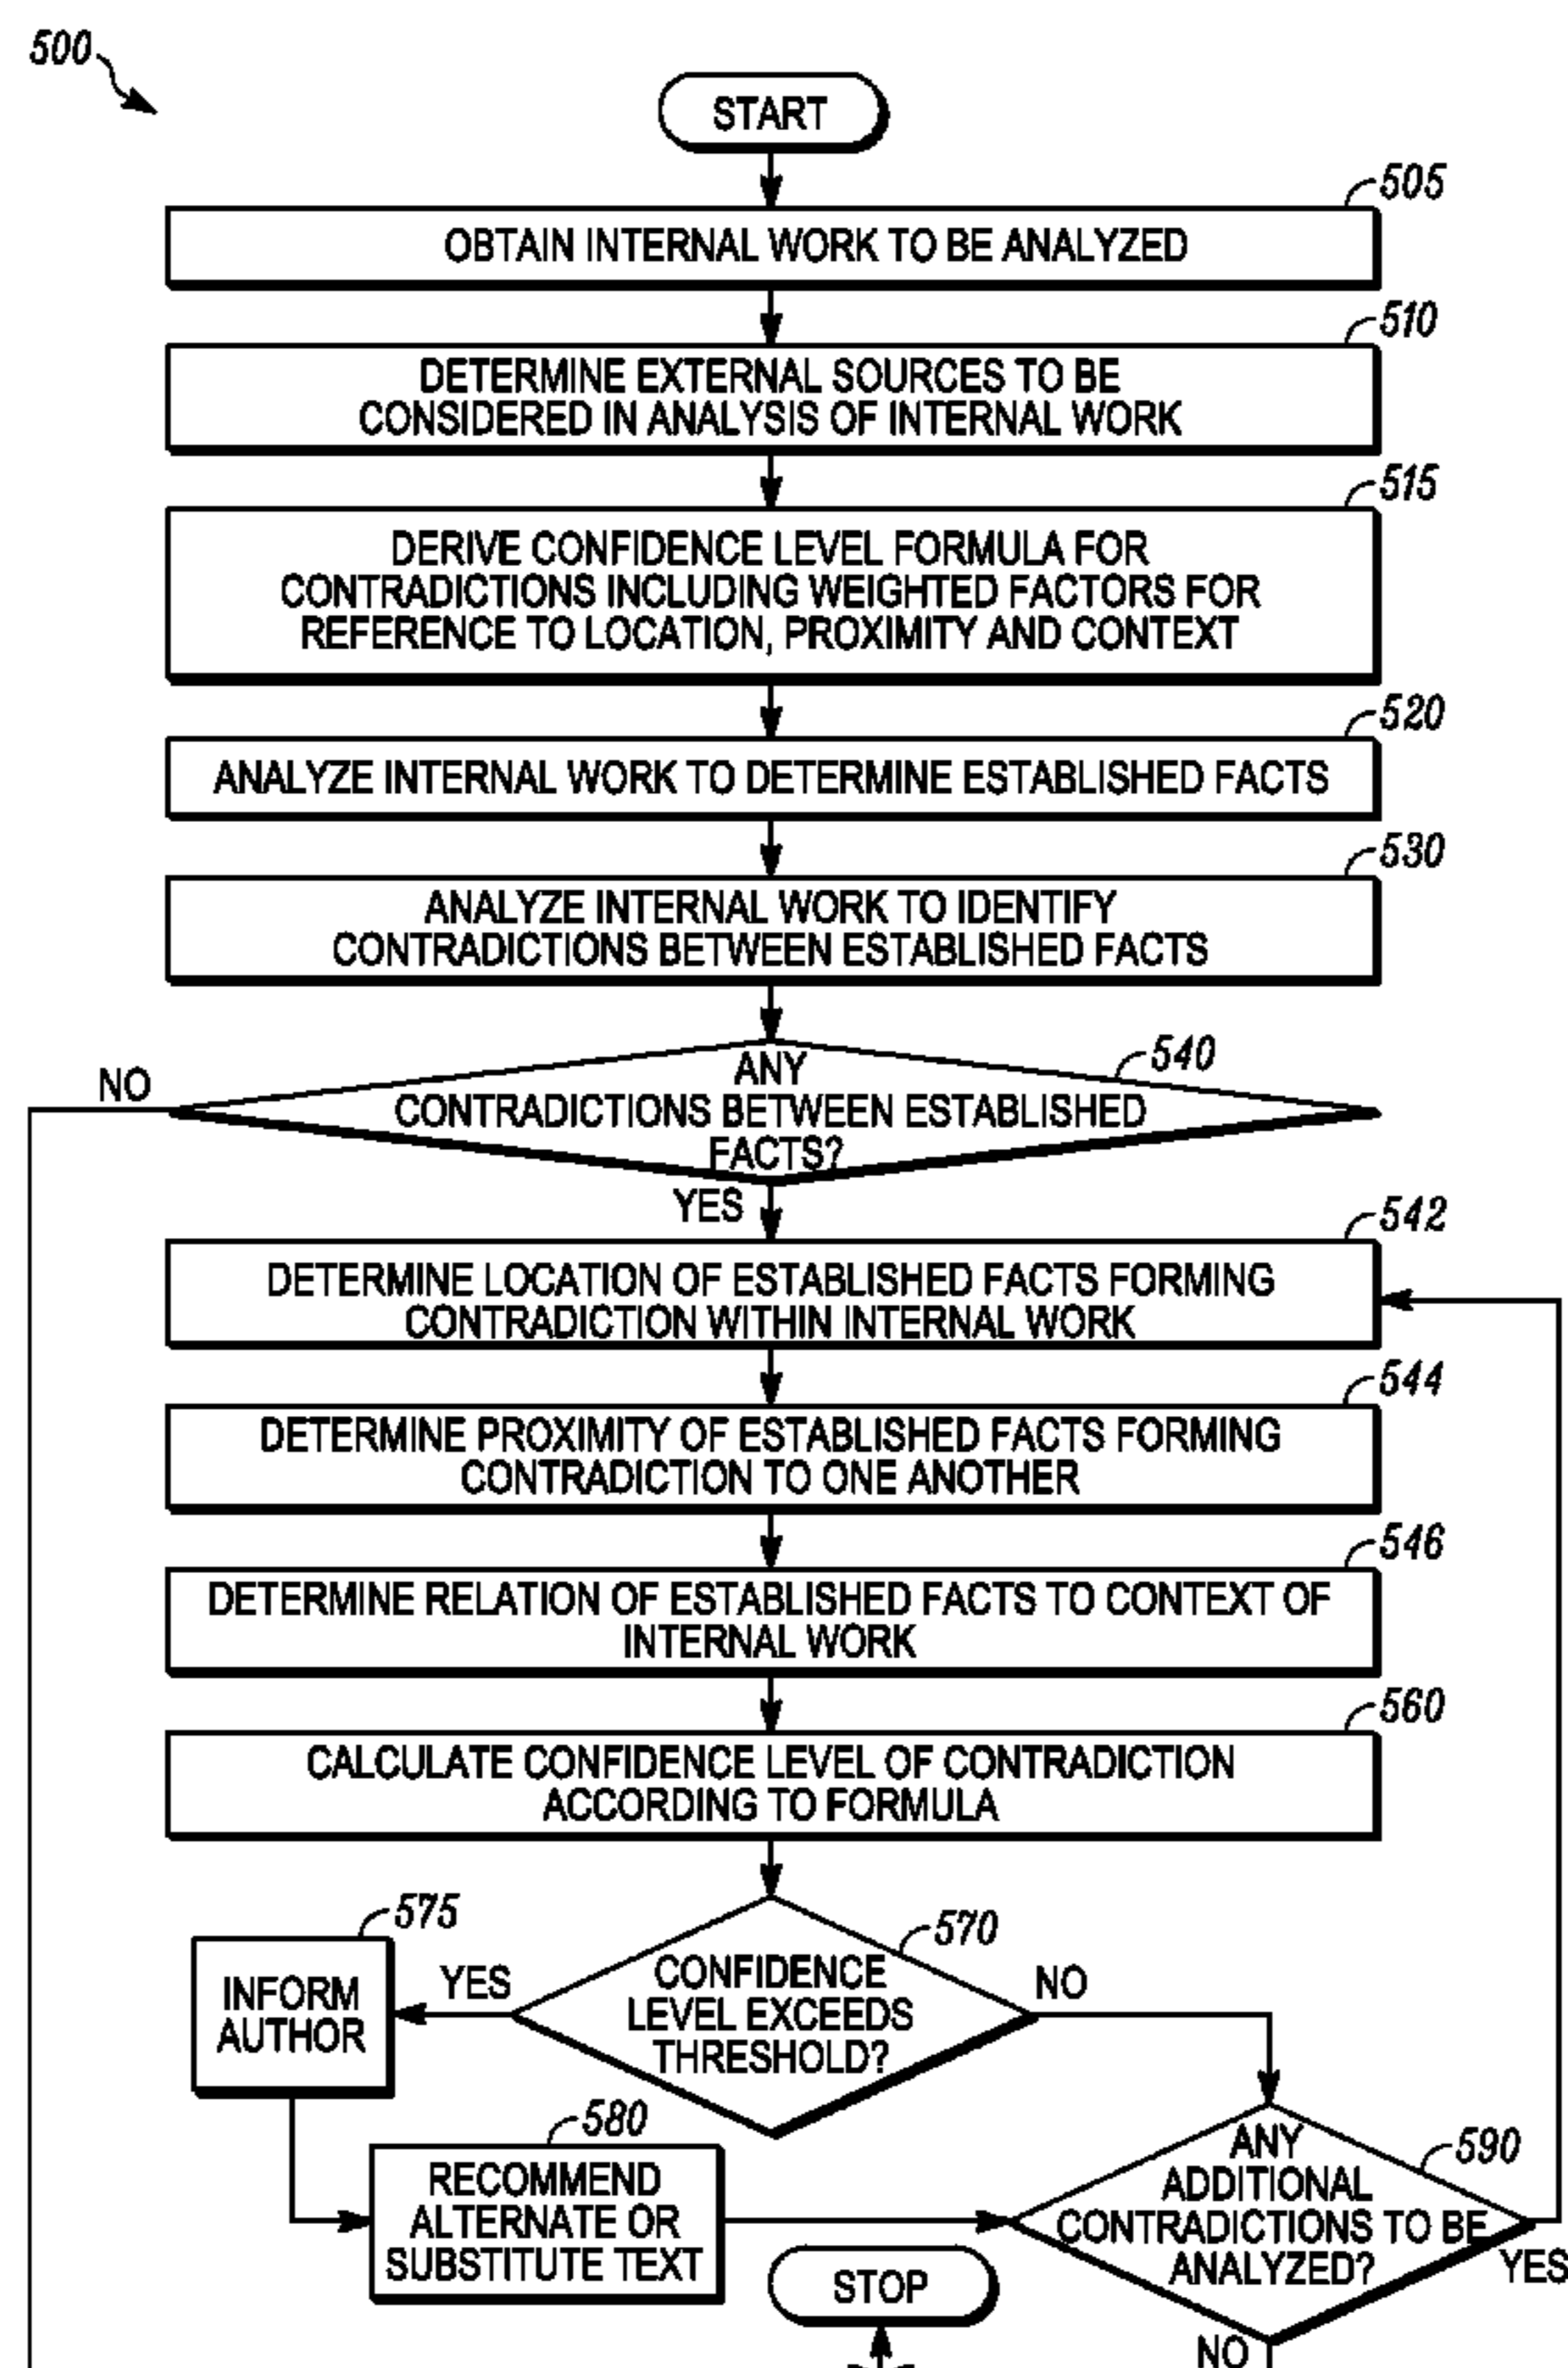 500
START
505
OBTAIN INTERNAL WORK TO BE ANALYZED
510
DETERMINE EXTERNAL SOURCES TO BE
CONSIDERED IN ANALYSIS OF INTERNAL WORK
515
DERIVE CONFIDENCE LEVEL FORMULA FOR
CONTRADICTIONS INCLUDING WEIGHTED FACTORS FOR
REFERENCE TO LOCATION, PROXIMITY AND CONTEXT
520
ANALYZE INTERNAL WORK TO DETERMINE ESTABLISHED FACTS
530
ANALYZE INTERNAL WORK TO IDENTIFY
CONTRADICTIONS BETWEEN ESTABLISHED FACTS
540
NO
ANY
CONTRADICTIONS BETWEEN ESTABLISHED
FACTS?
YES
542
DETERMINE LOCATION OF ESTABLISHED FACTS FORMING
CONTRADICTION WITHIN INTERNAL WORK
544
DETERMINE PROXIMITY OF ESTABLISHED FACTS FORMING
CONTRADICTION TO ONE ANOTHER
546
DETERMINE RELATION OF ESTABLISHED FACTS TO CONTEXT OF
INTERNAL WORK
560
CALCULATE CONFIDENCE LEVEL OF CONTRADICTION
ACCORDING TO FORMULA
575
INFORM
AUTHOR
YES
570
CONFIDENCE
LEVEL EXCEEDS
THRESHOLD?
NO
580
RECOMMEND
ALTERNATE OR
SUBSTITUTE TEXT
590
ANY
ADDITIONAL
CONTRADICTIONS TO BE
ANALYZED?
YES
STOP
NO